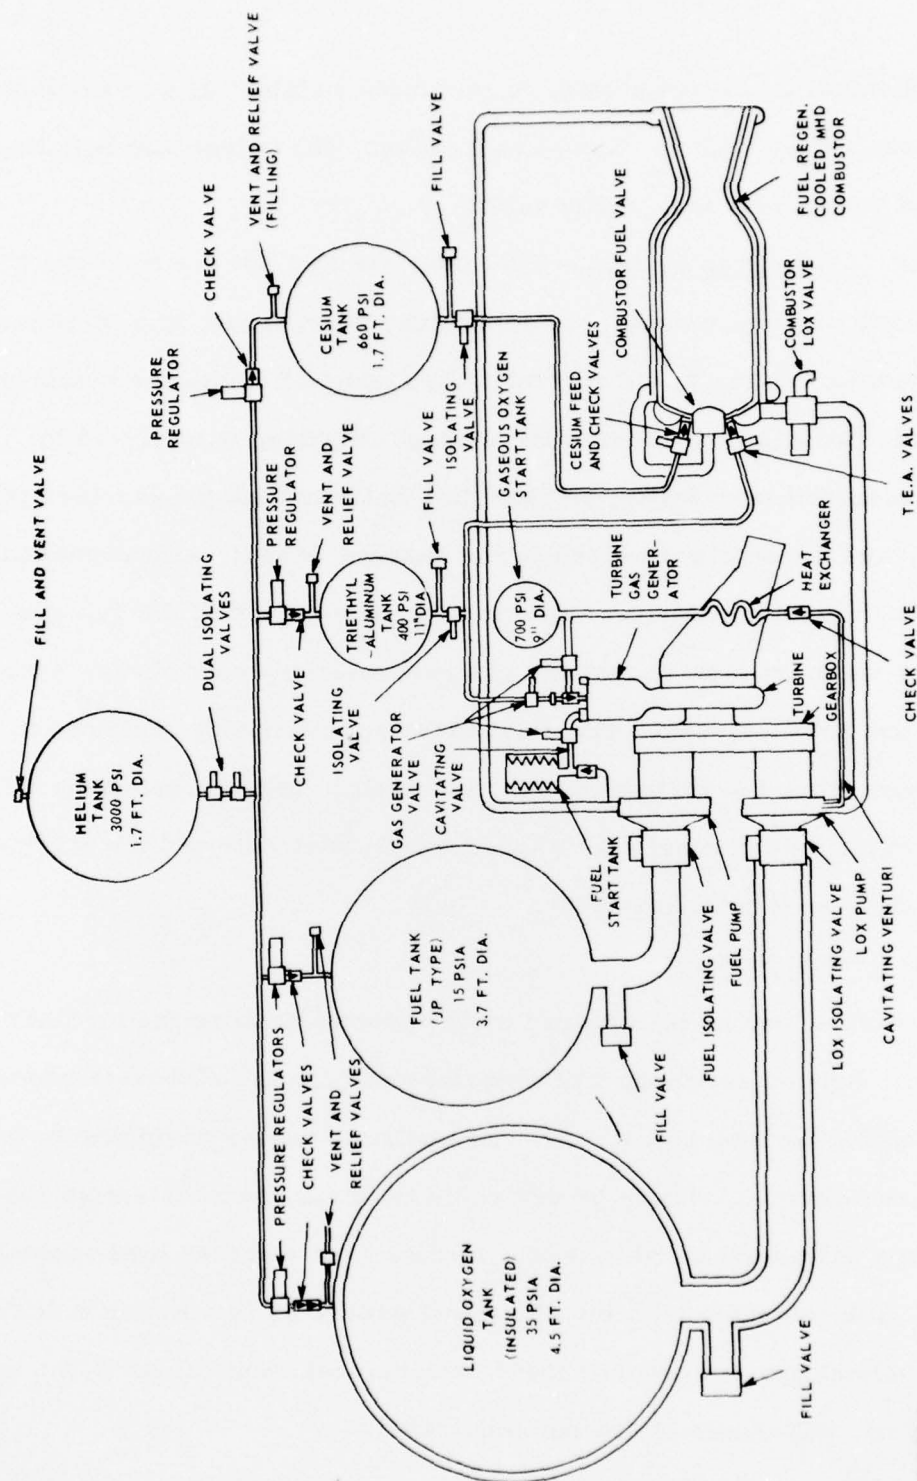 FILL AND VENT VALVE
HELIUM
TANK
3000 PSI
1.7 FT. DIA.
DUAL ISOLATING
VALVES
PRESSURE
REGULATOR
CHECK VALVE
VENT AND RELIEF VALVE
(FILLING)
PRESSURE REGULATORS
CHECK VALVES
VENT AND
RELIEF VALVES
CHECK VALVE
PRESSURE
REGULATOR
VENT AND
RELIEF VALVE
CESIUM
TANK
660 PSI
1.7 FT. DIA.
FILL VALVE
TRIETHYL
-ALUMINUM
TANK
400 PSI
11" DIA.
FILL VALVE
ISOLATING
VALVE
ISOLATING
VALVE
LIQUID OXYGEN
TANK
(INSULATED)
35 PSIA
4.5 FT. DIA.
FUEL TANK
(JP TYPE)
15 PSIA
3.7 FT. DIA.
GAS GENERATOR
VALVE
CAVITATING
VALVE
GASEOUS OXYGEN
START TANK
700 PSI
9" DIA.
CESIUM FEED
AND CHECK VALVES
COMBUSTOR FUEL VALVE
FUEL
START TANK
TURBINE
GAS
GENER-
ATOR
FILL VALVE
FUEL ISOLATING VALVE
FUEL PUMP
TURBINE
GEARBOX
HEAT
EXCHANGER
COMBUSTOR
LOX VALVE
FUEL REGEN.
COOLED MHD
COMBUSTOR
FILL VALVE
LOX ISOLATING VALVE
LOX PUMP
CAVITATING VENTURI
CHECK VALVE
T.E.A. VALVES